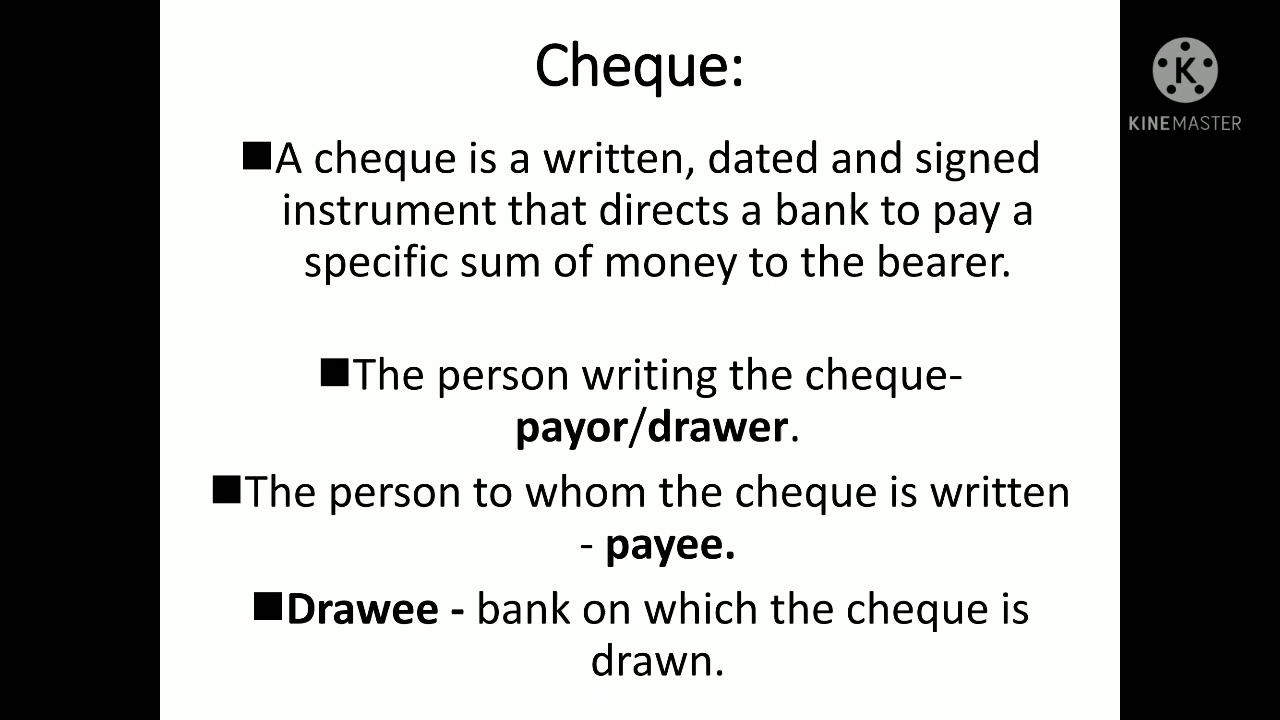 Cheque:
K
KINEMASTER
■A cheque is a written, dated and signed
instrument that directs a bank to pay a
specific sum of money to the bearer.
■The person writing the cheque-
payor/drawer.
■The person to whom the cheque is written
- payee.
■Drawee - bank on which the cheque is
drawn.